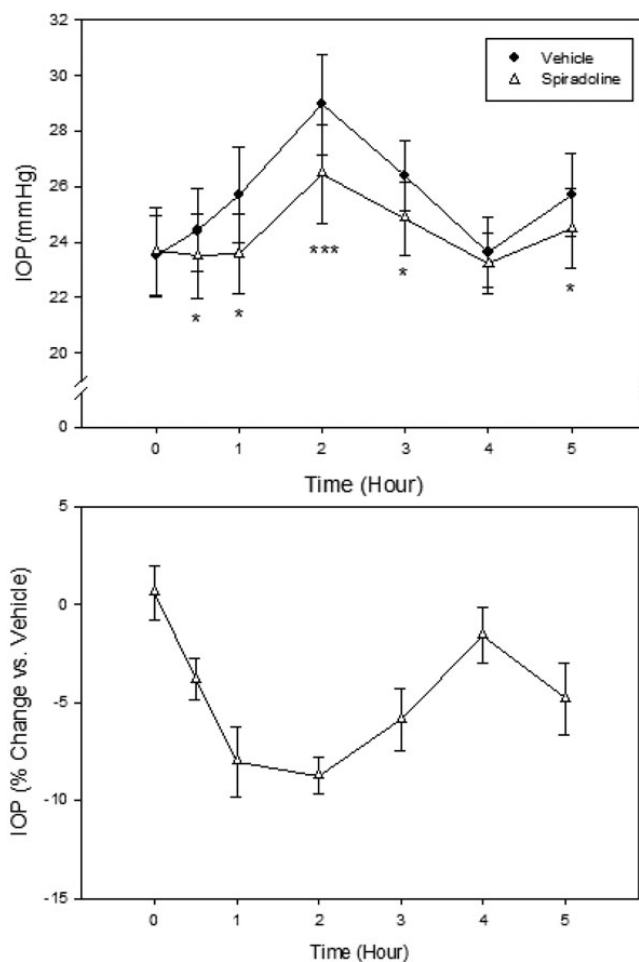 32
Vehicle
Spiradoline
30
28
26
24
22
20
0
IOP (mmHg)
***
*
*
*
*
0 1 2 3 4 5
Time (Hour)
5
0
-5
-10
-15
IOP (% Change vs. Vehicle)
0 1 2 3 4 5
Time (Hour)